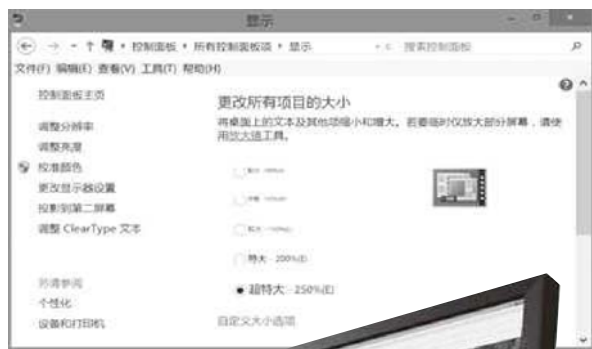 显示
控制面板 › 所有控制面板项 › 显示
搜索控制面板
文件(F) 编辑(E) 查看(V) 工具(T) 帮助(H)
控制面板主页
调整分辨率
调整亮度
校准颜色
更改显示器设置
投影到第二屏幕
调整 ClearType 文本
另请参阅
个性化
设备和打印机
更改所有项目的大小
将桌面上的文本及其他项缩小和增大。若要临时仅放大部分屏幕，请使
用放大镜工具。
特大 - 200%(E)
超特大 - 250%(E)
自定义大小选项